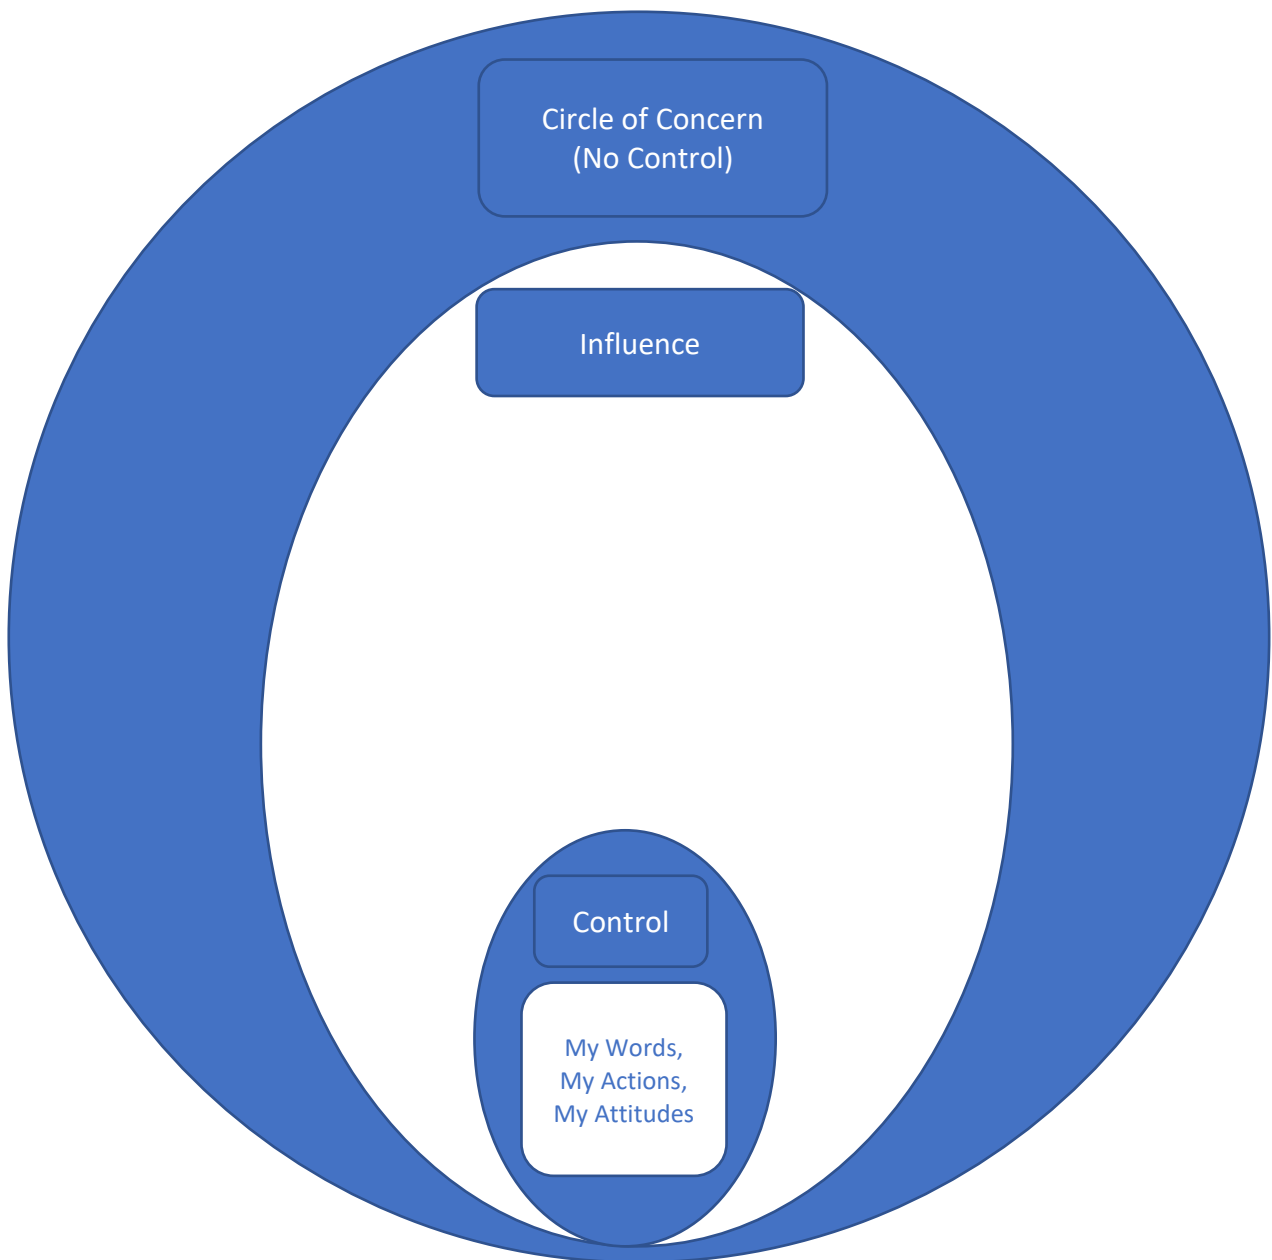 Circle of Concern
(No Control)
Influence
Control
My Words,
My Actions,
My Attitudes